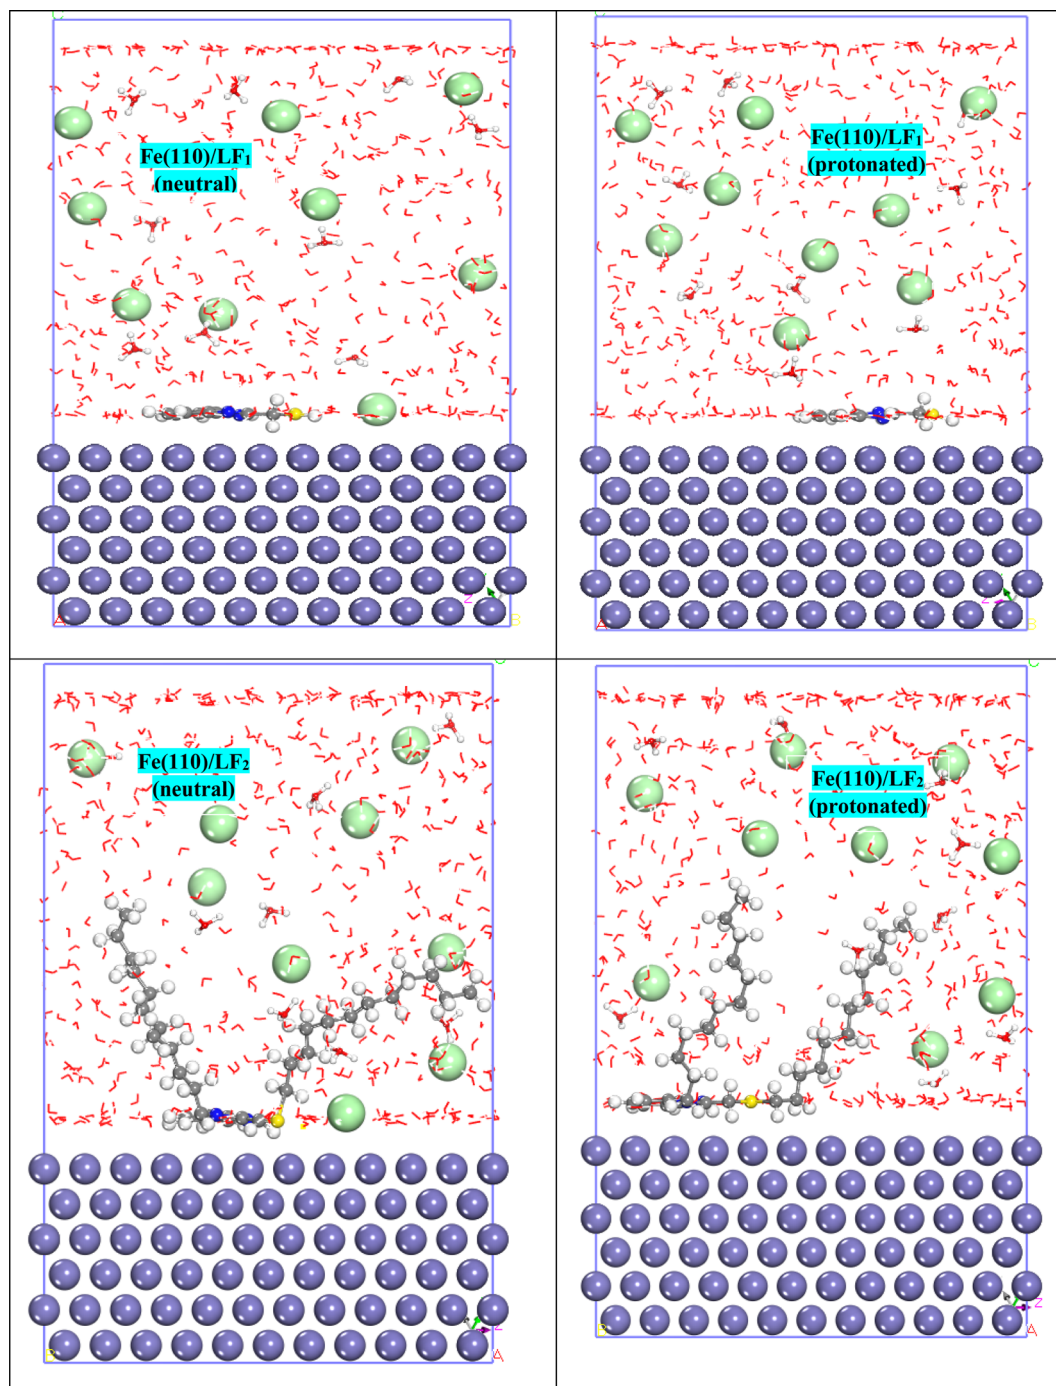 Fe(110)/LF₁
(neutral)
Fe(110)/LF₁
(protonated)
Z
A
B
Z
A
B
Fe(110)/LF₂
(neutral)
Fe(110)/LF₂
(protonated)
Z
B
A
Z
B
A